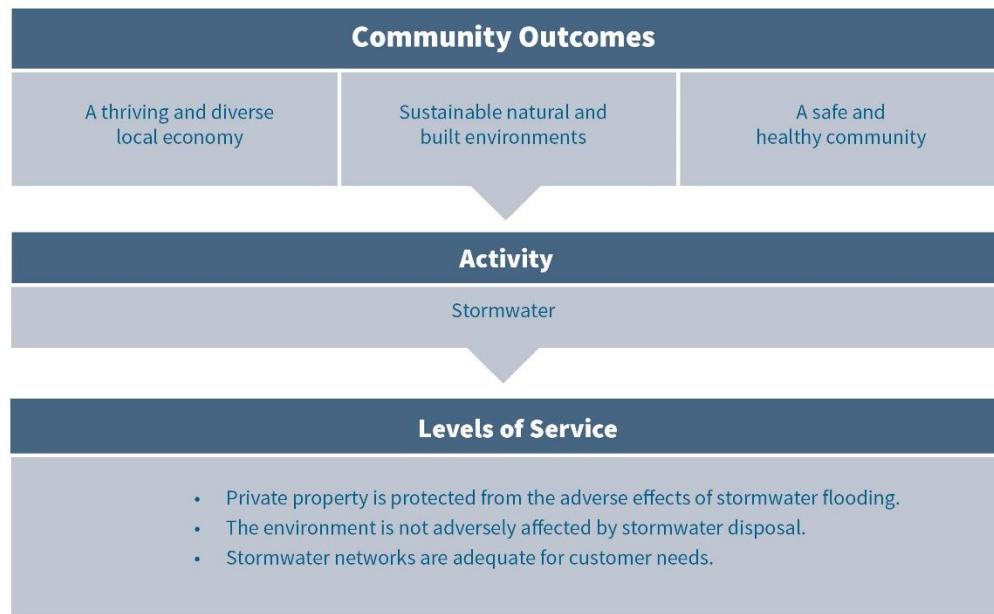 Community Outcomes
A thriving and diverse
local economy
Sustainable natural and
built environments
A safe and
healthy community
Activity
Stormwater
Levels of Service
• Private property is protected from the adverse effects of stormwater flooding.
• The environment is not adversely affected by stormwater disposal.
• Stormwater networks are adequate for customer needs.